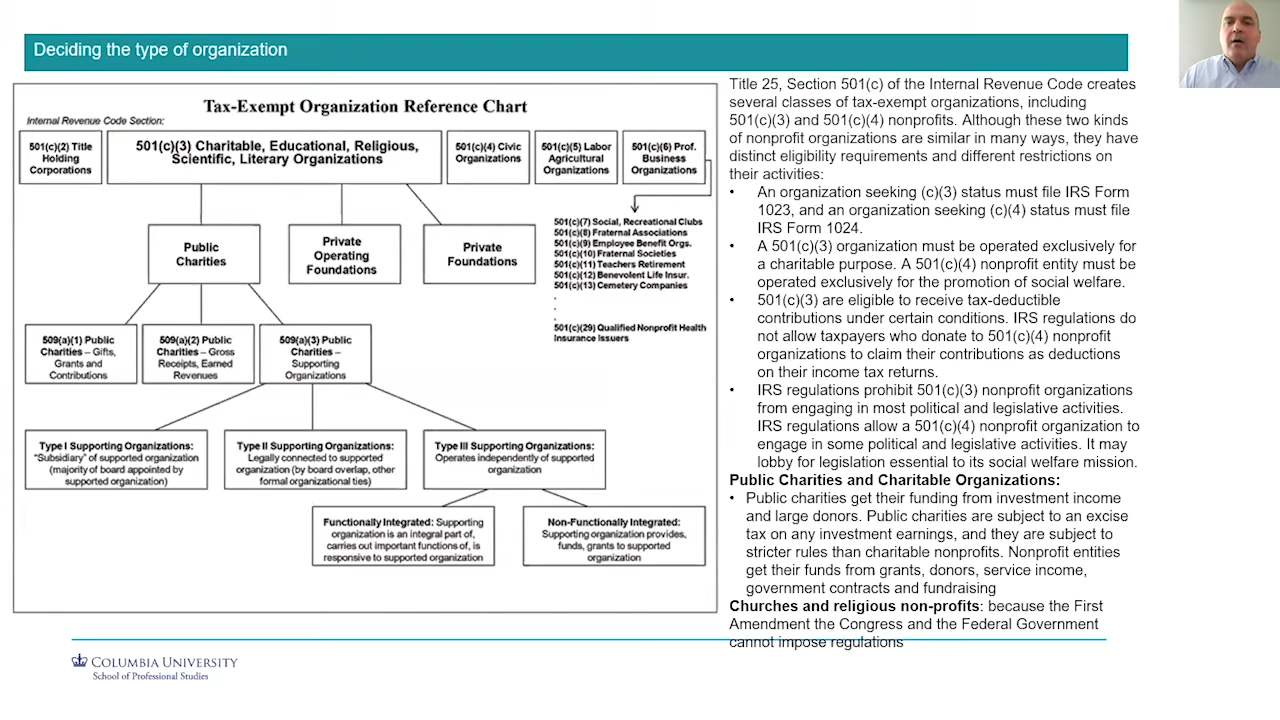 Deciding the type of organization
Tax-Exempt Organization Reference Chart
Internal Revenue Code Section:
501(c)(2) Title
Holding
Corporations
501(c)(3) Charitable, Educational, Religious,
Scientific, Literary Organizations
501(c)(4) Civic
Organizations
501(c)(5) Labor
Agricultural
Organizations
501(c)(6) Prof.
Business
Organizations
501(c)(7) Social, Recreational Clubs
501(c)(8) Fraternal Associations
501(c)(9) Employee Benefit Orgs.
501(c)(10) Fraternal Societies
501(c)(11) Teachers Retirement
501(c)(12) Benevolent Life Insur.
501(c)(13) Cemetery Companies
.
.
.
501(c)(29) Qualified Nonprofit Health
Insurance Issuers
Public
Charities
Private
Operating
Foundations
Private
Foundations
509(a)(1) Public
Charities – Gifts,
Grants and
Contributions
509(a)(2) Public
Charities – Gross
Receipts, Earned
Revenues
509(a)(3) Public
Charities –
Supporting
Organizations
Type I Supporting Organizations:
"Subsidiary" of supported organization
(majority of board appointed by
supported organization)
Type II Supporting Organizations:
Legally connected to supported
organization (by board overlap, other
formal organizational ties)
Type III Supporting Organizations:
Operates independently of supported
organization
Functionally Integrated: Supporting
organization is an integral part of,
carries out important functions of, is
responsive to supported organization
Non-Functionally Integrated:
Supporting organization provides,
funds, grants to supported
organization
Title 25, Section 501(c) of the Internal Revenue Code creates
several classes of tax-exempt organizations, including
501(c)(3) and 501(c)(4) nonprofits. Although these two kinds
of nonprofit organizations are similar in many ways, they have
distinct eligibility requirements and different restrictions on
their activities:
• An organization seeking (c)(3) status must file IRS Form
1023, and an organization seeking (c)(4) status must file
IRS Form 1024.
• A 501(c)(3) organization must be operated exclusively for
a charitable purpose. A 501(c)(4) nonprofit entity must be
operated exclusively for the promotion of social welfare.
• 501(c)(3) are eligible to receive tax-deductible
contributions under certain conditions. IRS regulations do
not allow taxpayers who donate to 501(c)(4) nonprofit
organizations to claim their contributions as deductions
on their income tax returns.
• IRS regulations prohibit 501(c)(3) nonprofit organizations
from engaging in most political and legislative activities.
IRS regulations allow a 501(c)(4) nonprofit organization to
engage in some political and legislative activities. It may
lobby for legislation essential to its social welfare mission.
Public Charities and Charitable Organizations:
• Public charities get their funding from investment income
and large donors. Public charities are subject to an excise
tax on any investment earnings, and they are subject to
stricter rules than charitable nonprofits. Nonprofit entities
get their funds from grants, donors, service income,
government contracts and fundraising
Churches and religious non-profits: because the First
Amendment the Congress and the Federal Government
cannot impose regulations
COLUMBIA UNIVERSITY
School of Professional Studies